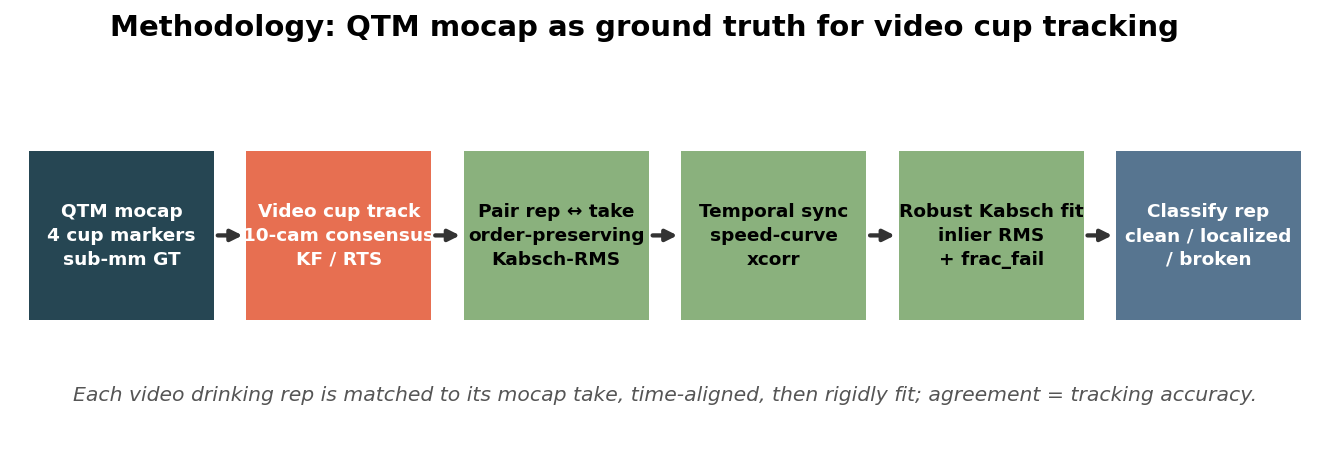 Methodology: QTM mocap as ground truth for video cup tracking
QTM mocap
4 cup markers
sub-mm GT
Video cup track
10-cam consensus
KF / RTS
Pair rep ↔ take
order-preserving
Kabsch-RMS
Temporal sync
speed-curve
xcorr
Robust Kabsch fit
inlier RMS
+ frac_fail
Classify rep
clean / localized
/ broken
Each video drinking rep is matched to its mocap take, time-aligned, then rigidly fit; agreement = tracking accuracy.